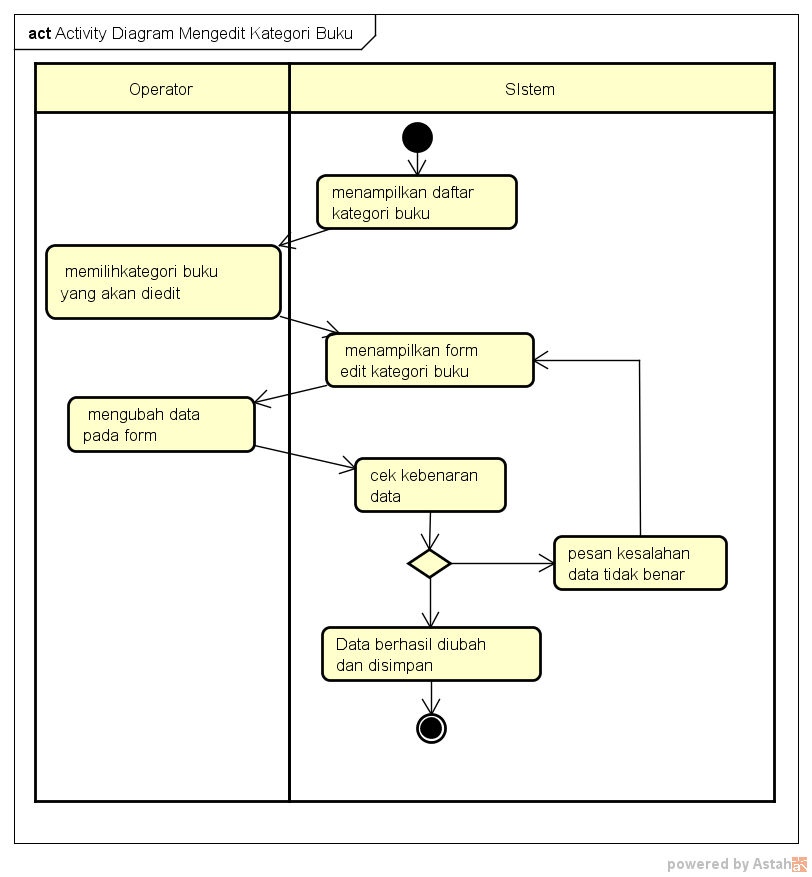 act Activity Diagram Mengedit Kategori Buku
Operator
SIstem
menampilkan daftar
kategori buku
memilihkategori buku
yang akan diedit
menampilkan form
edit kategori buku
mengubah data
pada form
cek kebenaran
data
pesan kesalahan
data tidak benar
Data berhasil diubah
dan disimpan
powered by Astah